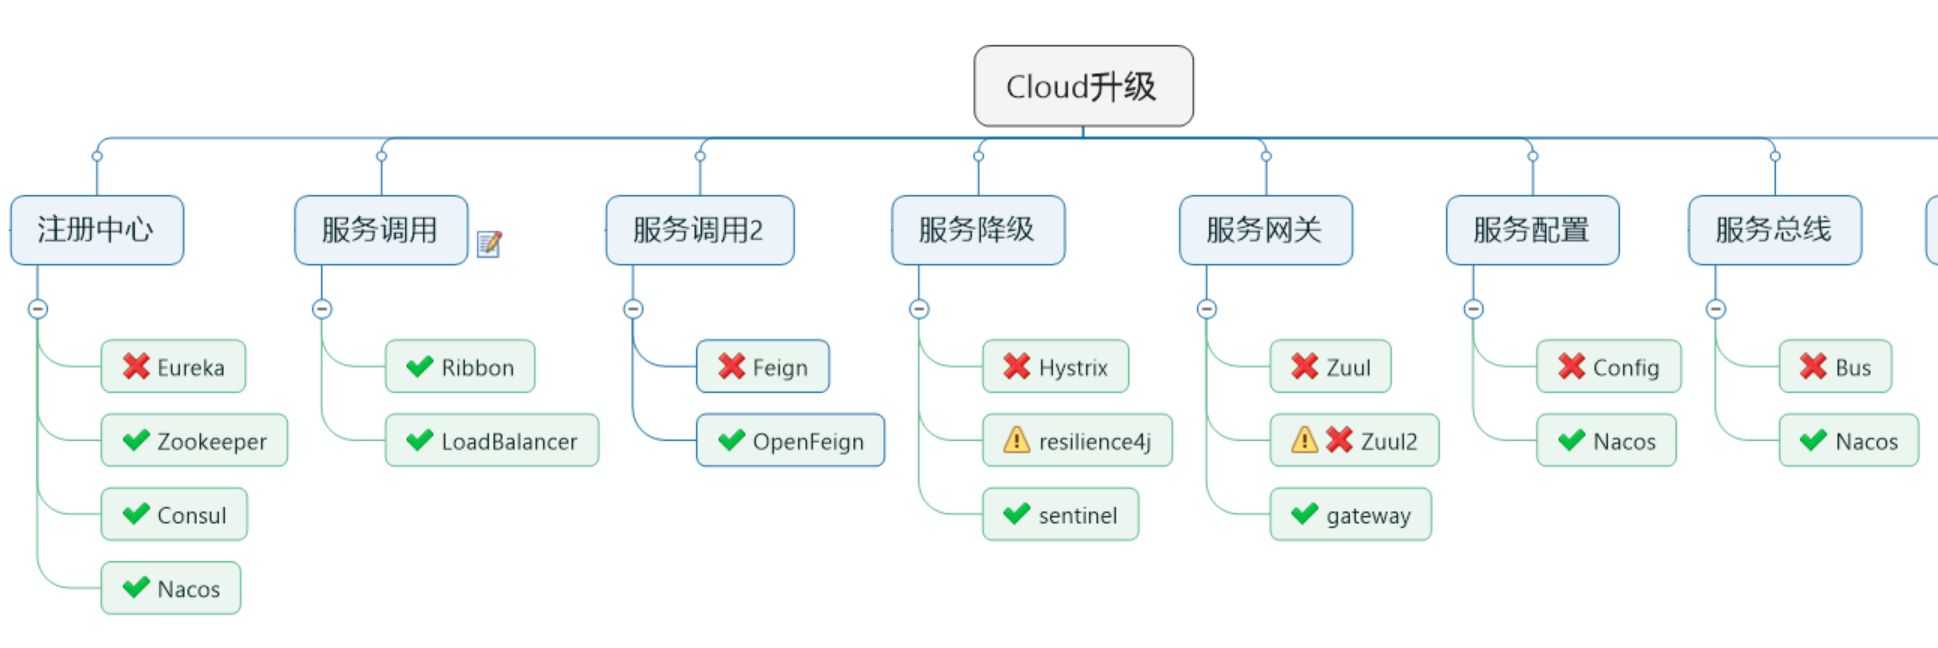 Cloud升级
注册中心
服务调用
服务调用2
服务降级
服务网关
服务配置
服务总线
Eureka
Ribbon
Feign
Hystrix
Zuul
Config
Bus
Zookeeper
LoadBalancer
OpenFeign
resilience4j
Zuul2
Nacos
Nacos
Consul
sentinel
gateway
Nacos